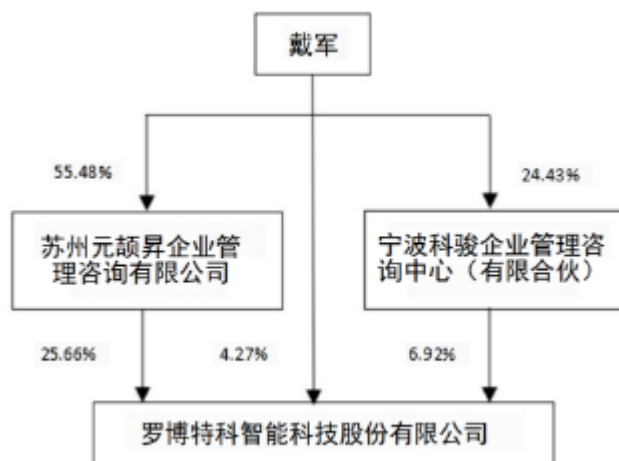 戴军
55.48%
24.43%
苏州元颉昇企业管
理咨询有限公司
宁波科骏企业管理咨
询中心（有限合伙）
25.66%
4.27%
6.92%
罗博特科智能科技股份有限公司